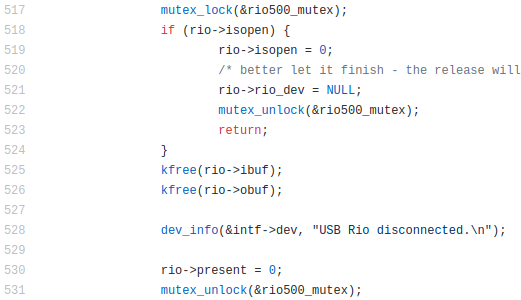 517 mutex_lock(&rio500_mutex);
518 if (rio->isopen) {
519 rio->isopen = 0;
520 /* better let it finish - the release will
521 rio->rio_dev = NULL;
522 mutex_unlock(&rio500_mutex);
523 return;
524 }
525 kfree(rio->ibuf);
526 kfree(rio->obuf);
527
528 dev_info(&intf->dev, "USB Rio disconnected.\n");
529
530 rio->present = 0;
531 mutex_unlock(&rio500_mutex);